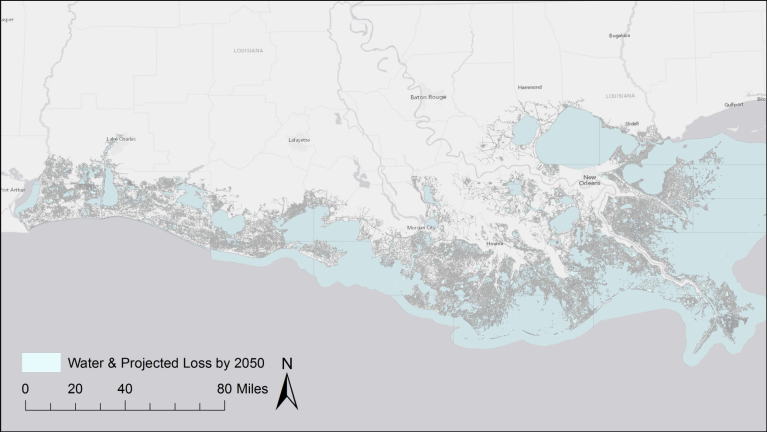 asper
LOUISIANA
Bogalusa
Hammond
LOUISIANA
Baton Rouge
Gulfport
Slidell
Lake Charles
Lafayette
New
Orleans
Port Arthur
Morgan City
Houma
Water & Projected Loss by 2050
N
0 20 40 80 Miles